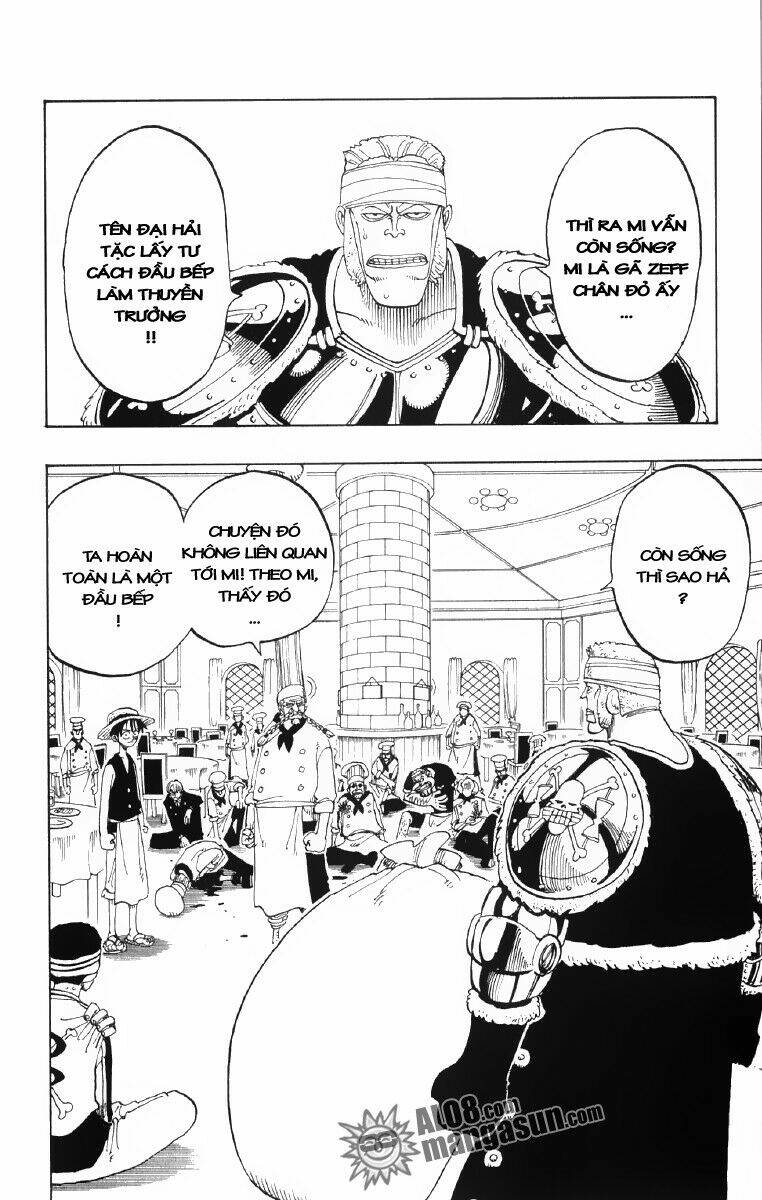 THÌ RA MI VẪN
CÒN SỐNG?
MI LÀ GÃ ZEFF
CHÂN ĐỎ ẤY
...
TÊN ĐẠI HẢI
TẶC LẤY TƯ
CÁCH ĐẦU BẾP
LÀM THUYỀN
TRƯỞNG
!!
CÒN SỐNG
THÌ SAO HẢ
?
CHUYỆN ĐÓ
KHÔNG LIÊN QUAN
TỚI MI! THEO MI,
THẤY ĐÓ
...
TA HOÀN
TOÀN LÀ MỘT
ĐẦU BẾP
!
ALO8.com
mangasun.com